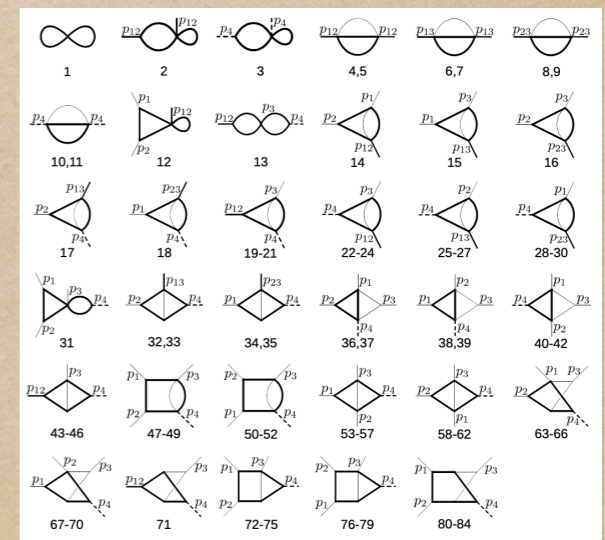 p12 p12 p4 p4 p12 p12 p13 p13 p23 p23
1 2 3 4,5 6,7 8,9
p4 p4 p1 p2 p12 p12 p3 p4 p2 p1 p12 p1 p3 p13 p2 p3 p23
10,11 12 13 14 15 16
p2 p13 p4 p1 p23 p4 p12 p3 p4 p4 p3 p12 p4 p2 p13 p4 p1 p23
17 18 19-21 22-24 25-27 28-30
p1 p2 p3 p4 p2 p13 p4 p1 p23 p4 p2 p1 p3 p4 p1 p2 p3 p4 p4 p1 p3 p2
31 32,33 34,35 36,37 38,39 40-42
p12 p3 p4 p1 p3 p2 p4 p2 p3 p1 p4 p1 p3 p4 p2 p2 p3 p4 p1 p2 p1 p3 p4
43-46 47-49 50-52 53-57 58-62 63-66
p1 p2 p3 p4 p12 p3 p4 p1 p3 p2 p4 p2 p3 p1 p4 p1 p3 p2 p4
67-70 71 72-75 76-79 80-84